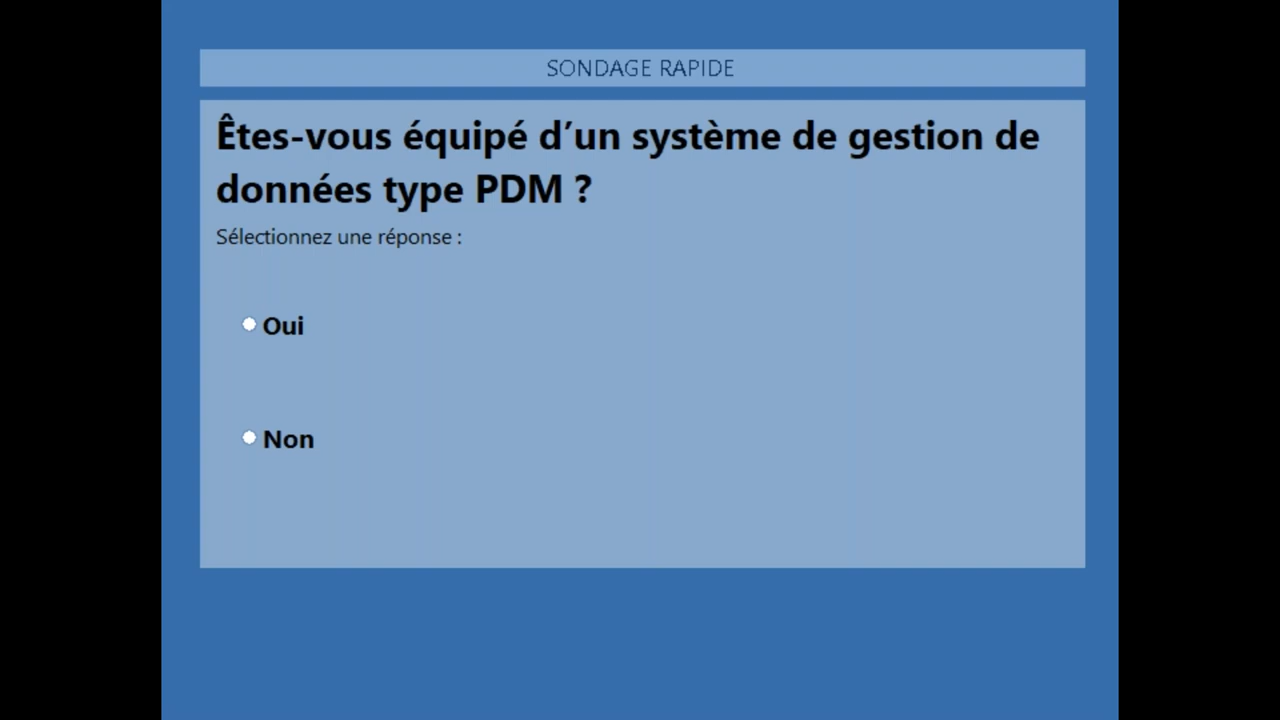 SONDAGE RAPIDE
Êtes-vous équipé d’un système de gestion de
données type PDM ?
Sélectionnez une réponse :
Oui
Non